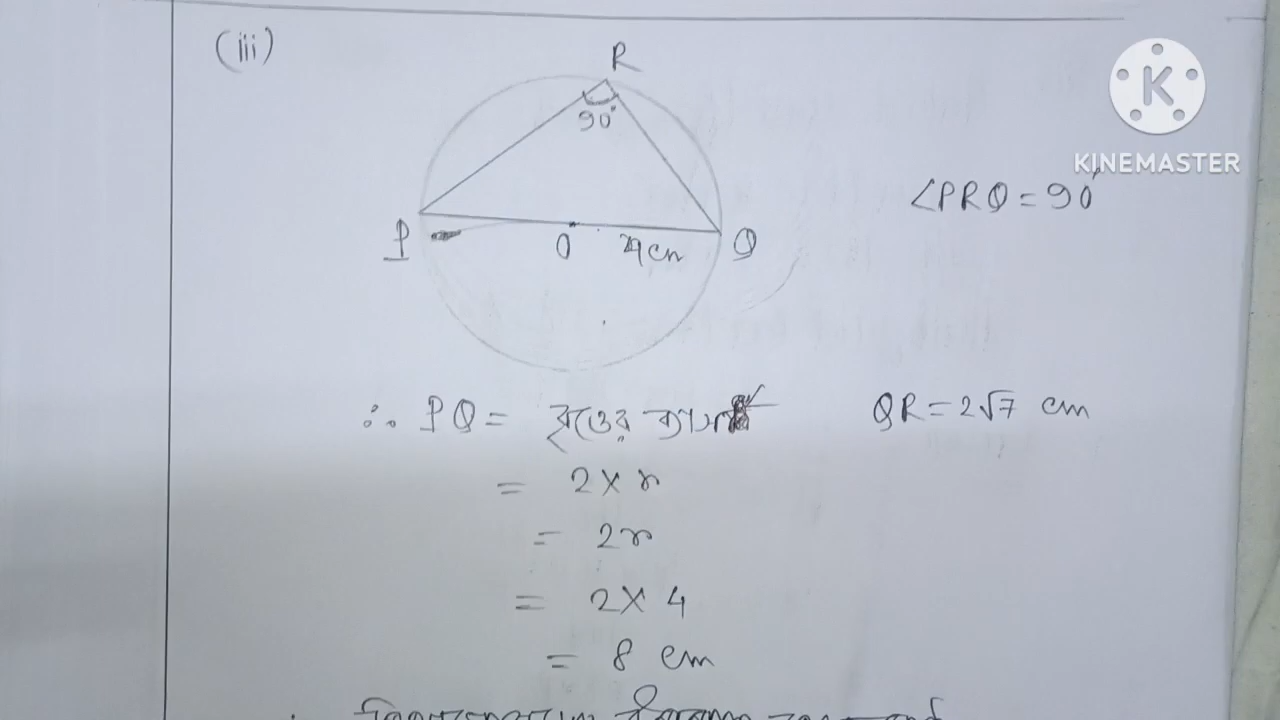 (iii)
R
90°
∠PRQ = 90°
P
O
4cm
Q
∴ PQ = বৃত্তের ব্যাস
QR = 2√7 cm
= 2 × r
= 2r
= 2 × 4
= 8 cm
K
KINEMASTER